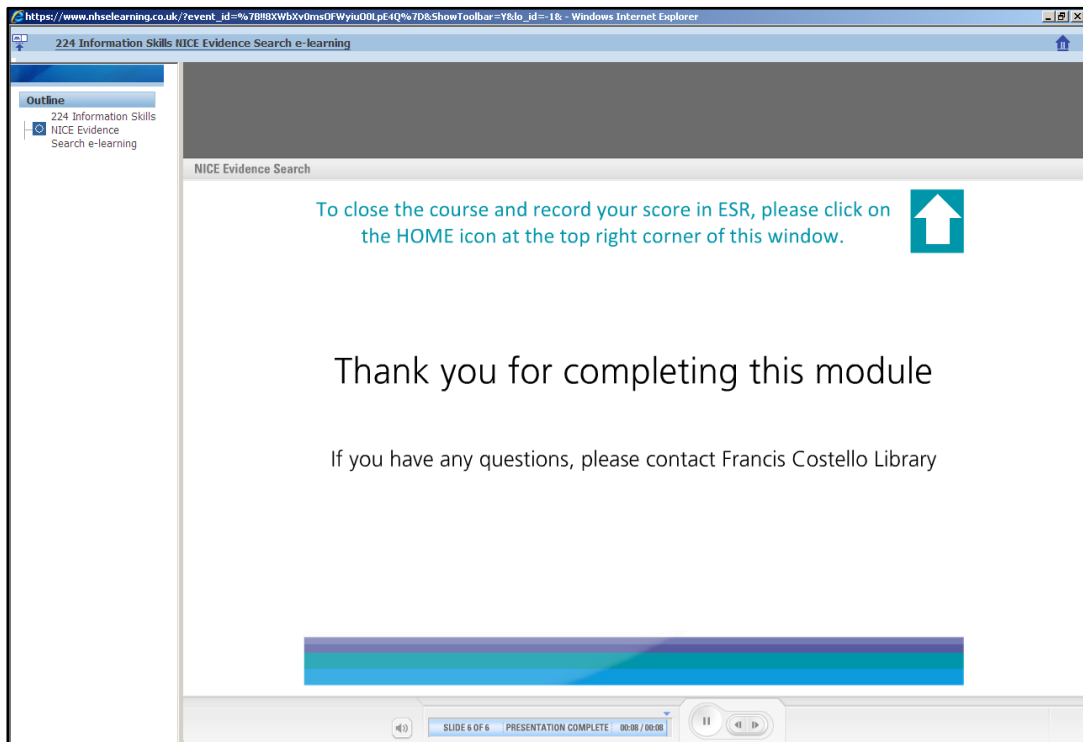 https://www.nhselearning.co.uk/?event_id=%7B!!8XWbXv0msOFWyiuO0LpE4Q%7D&ShowToolbar=Y&lo_id=-1& - Windows Internet Explorer
224 Information Skills NICE Evidence Search e-learning
Outline
224 Information Skills
NICE Evidence
Search e-learning
NICE Evidence Search
To close the course and record your score in ESR, please click on
the HOME icon at the top right corner of this window.
Thank you for completing this module
If you have any questions, please contact Francis Costello Library
SLIDE 6 OF 6 PRESENTATION COMPLETE 00:08 / 00:08